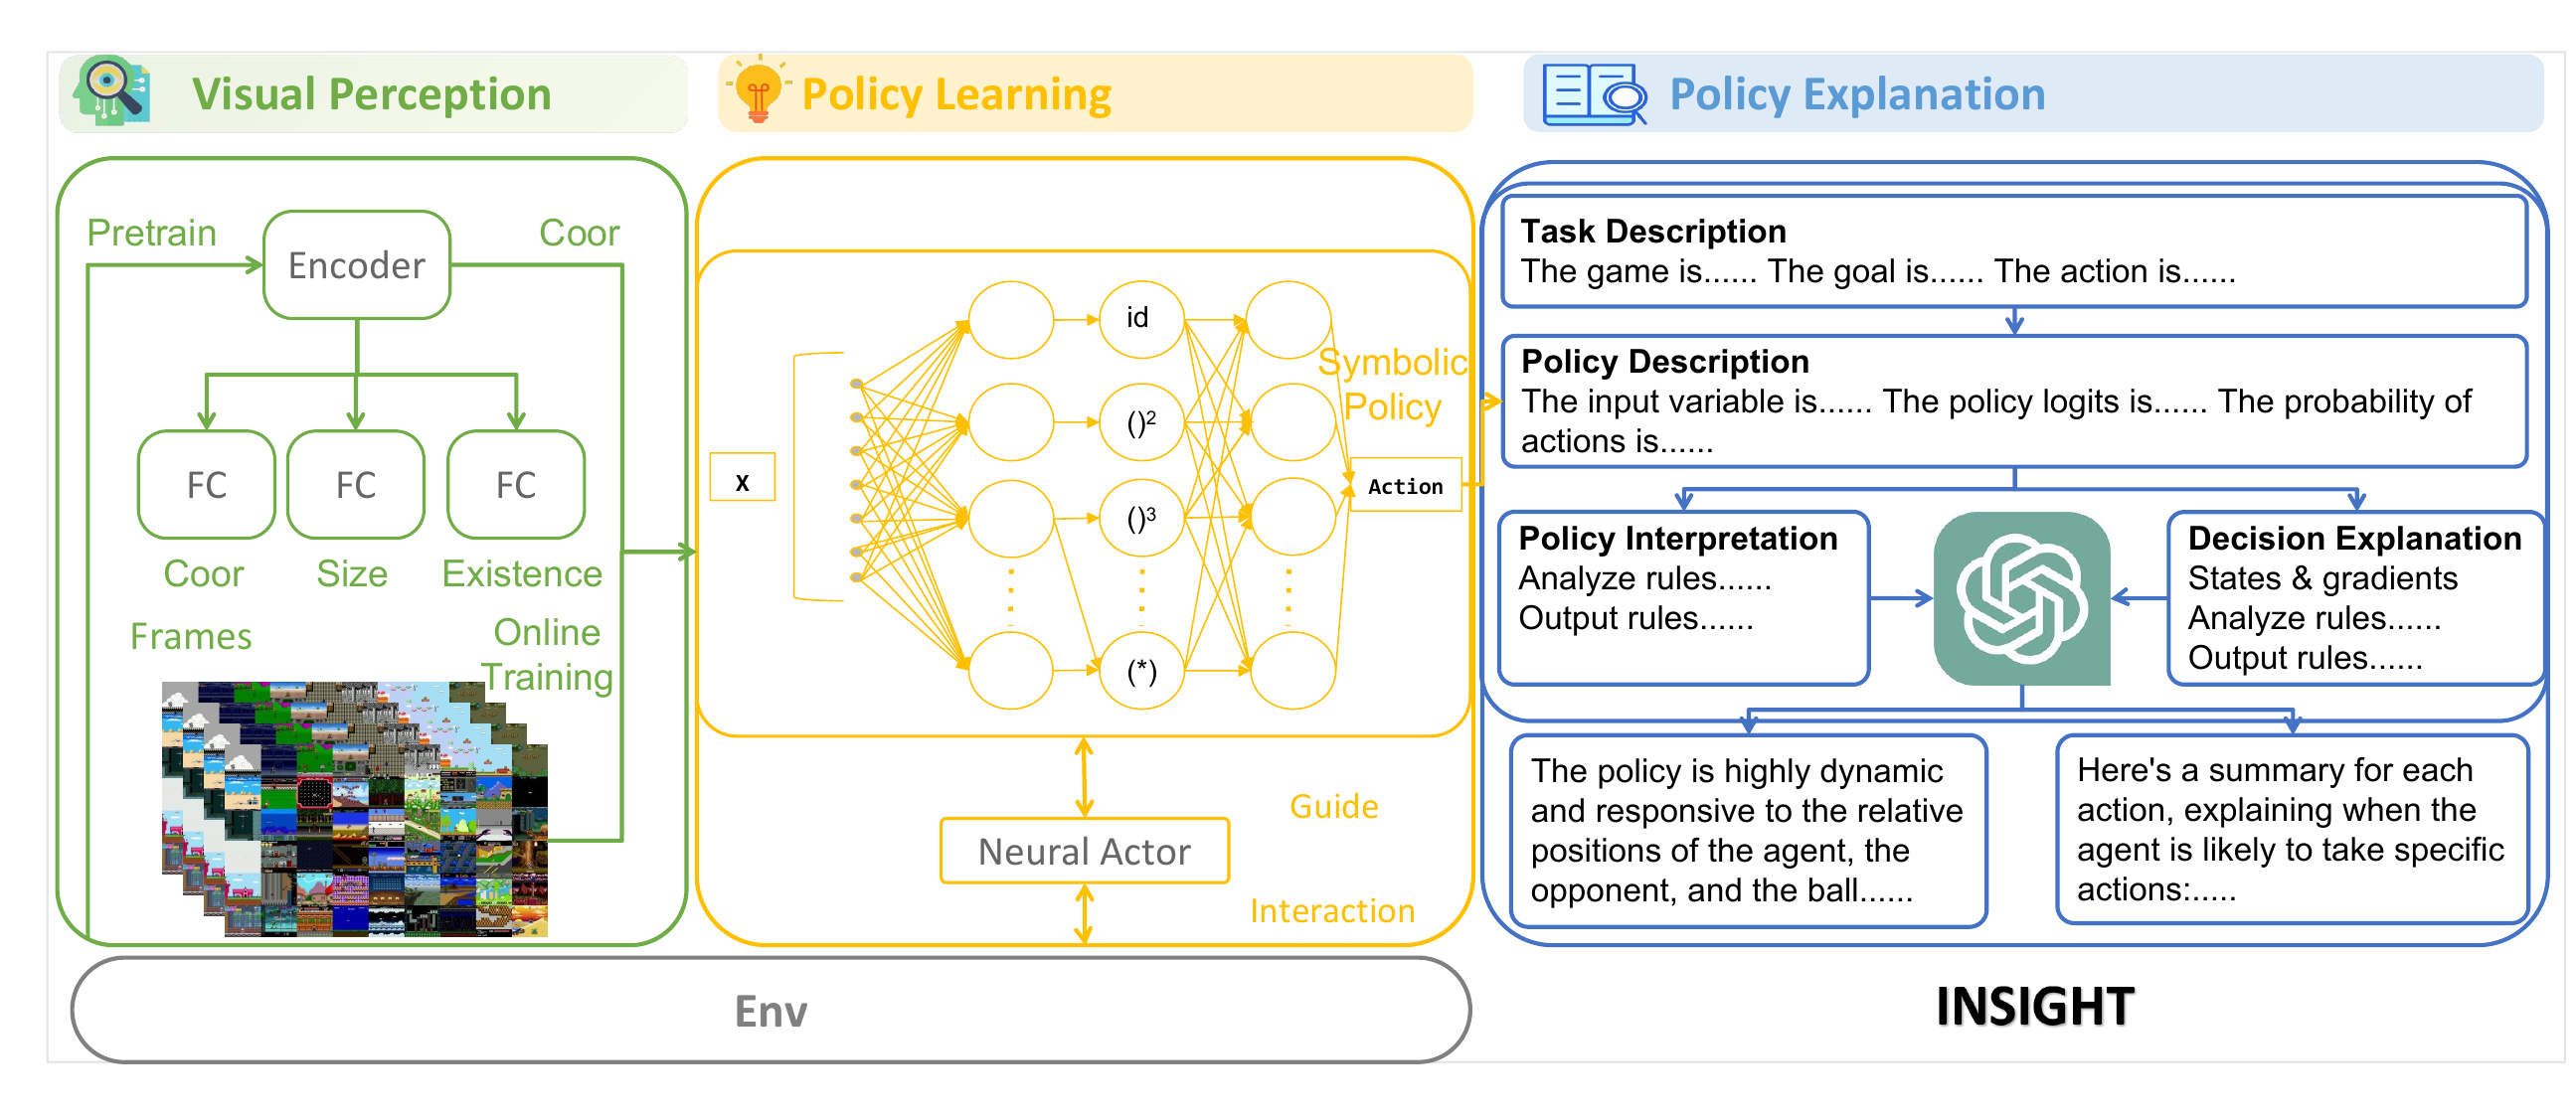 Visual Perception
Policy Learning
Policy Explanation
Pretrain
Encoder
Coor
FC
FC
FC
Coor
Size
Existence
Frames
Online
Training
X
id
()²
()³
(*)
Symbolic
Policy
Action
Guide
Neural Actor
Interaction
Env
Task Description
The game is...... The goal is...... The action is......
Policy Description
The input variable is...... The policy logits is...... The probability of
actions is......
Policy Interpretation
Analyze rules......
Output rules......
Decision Explanation
States & gradients
Analyze rules......
Output rules......
The policy is highly dynamic
and responsive to the relative
positions of the agent, the
opponent, and the ball......
Here's a summary for each
action, explaining when the
agent is likely to take specific
actions:......
INSIGHT